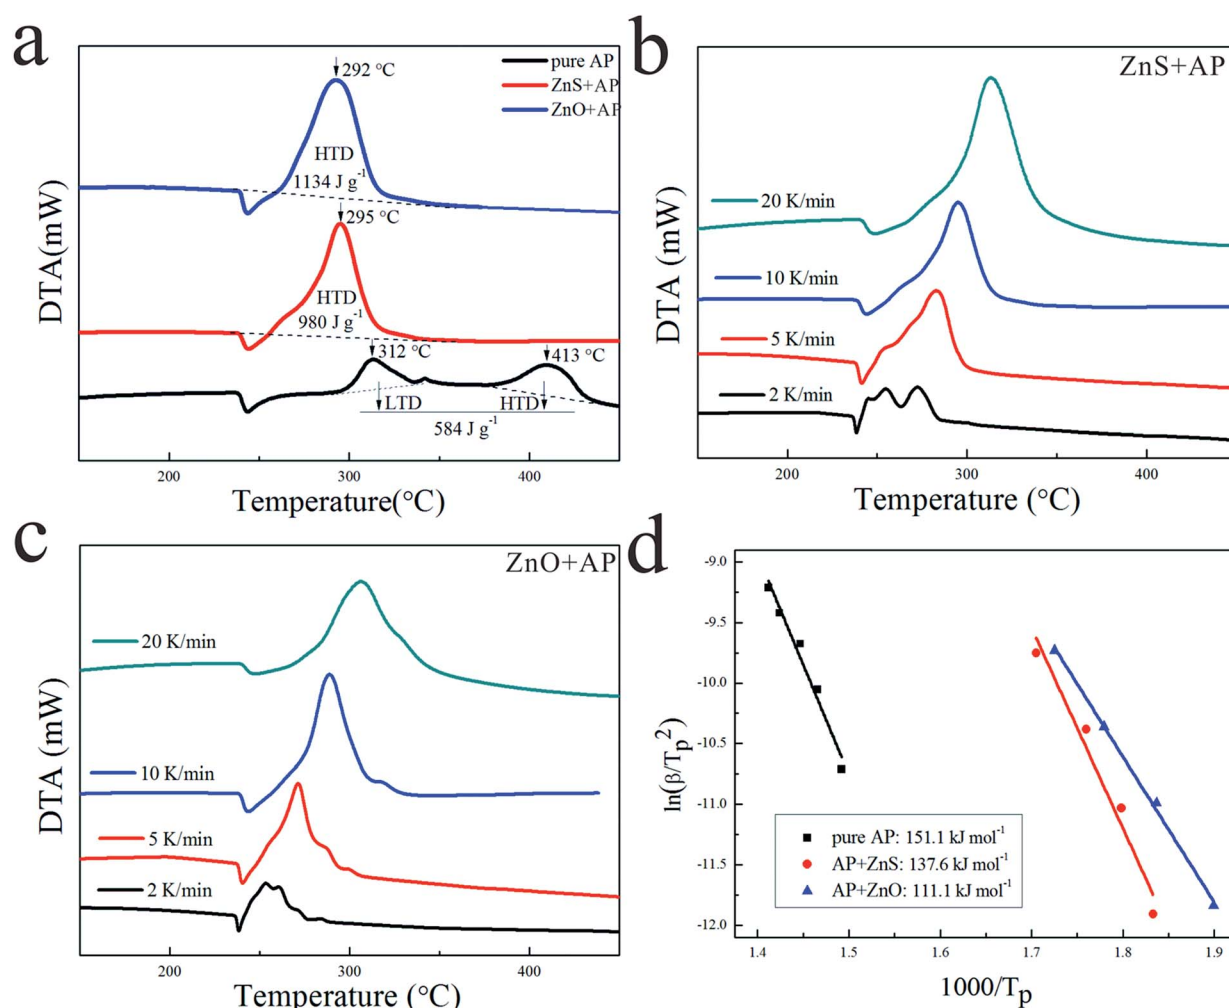 a
292 °C
pure AP
ZnS+AP
ZnO+AP
HTD
1134 J g⁻¹
295 °C
HTD
980 J g⁻¹
312 °C
413 °C
LTD
HTD
584 J g⁻¹
DTA(mW)
200
300
400
Temperature(°C)
b
ZnS+AP
20 K/min
10 K/min
5 K/min
2 K/min
DTA (mW)
200
300
400
Temperature (°C)
c
ZnO+AP
20 K/min
10 K/min
5 K/min
2 K/min
DTA (mW)
200
300
400
Temperature (°C)
d
-9.0
-9.5
-10.0
-10.5
-11.0
-11.5
-12.0
ln(β/Tp²)
pure AP: 151.1 kJ mol⁻¹
AP+ZnS: 137.6 kJ mol⁻¹
AP+ZnO: 111.1 kJ mol⁻¹
1.4
1.5
1.6
1.7
1.8
1.9
1000/Tp